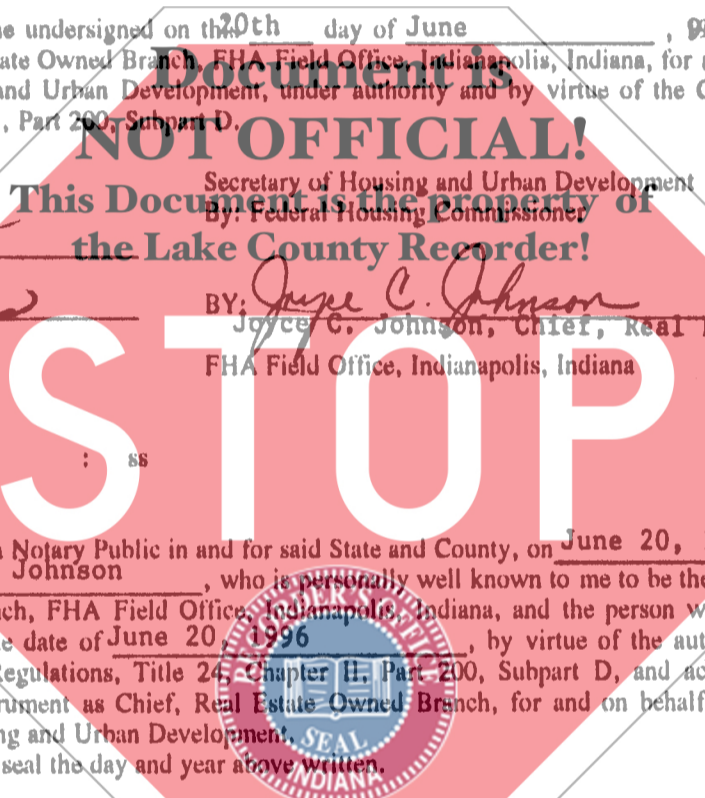 e undersigned on this 20th day of June , 9
ate Owned Branch, FHA Field Office, Indianapolis, Indiana, for
Document is
and Urban Development, under authority and by virtue of the C
, Part 200, Subpart D.
NOT OFFICIAL!
Secretary of Housing and Urban Development
This Document is the property of
By: Federal Housing Commissioner
the Lake County Recorder!
BY: Joyce C. Johnson
Joyce C. Johnson, Chief, Real
FHA Field Office, Indianapolis, Indiana
STOP
: ss
Notary Public in and for said State and County, on June 20,
Johnson , who is personally well known to me to be the
ch, FHA Field Office, Indianapolis, Indiana, and the person w
e date of June 20, 1996 , by virtue of the aut
Regulations, Title 24, Chapter II, Part 200, Subpart D, and ac
rument as Chief, Real Estate Owned Branch, for and on behalf
ng and Urban Development.
seal the day and year above written.
RECORDER'S OFFICE
SEAL
INDIANA